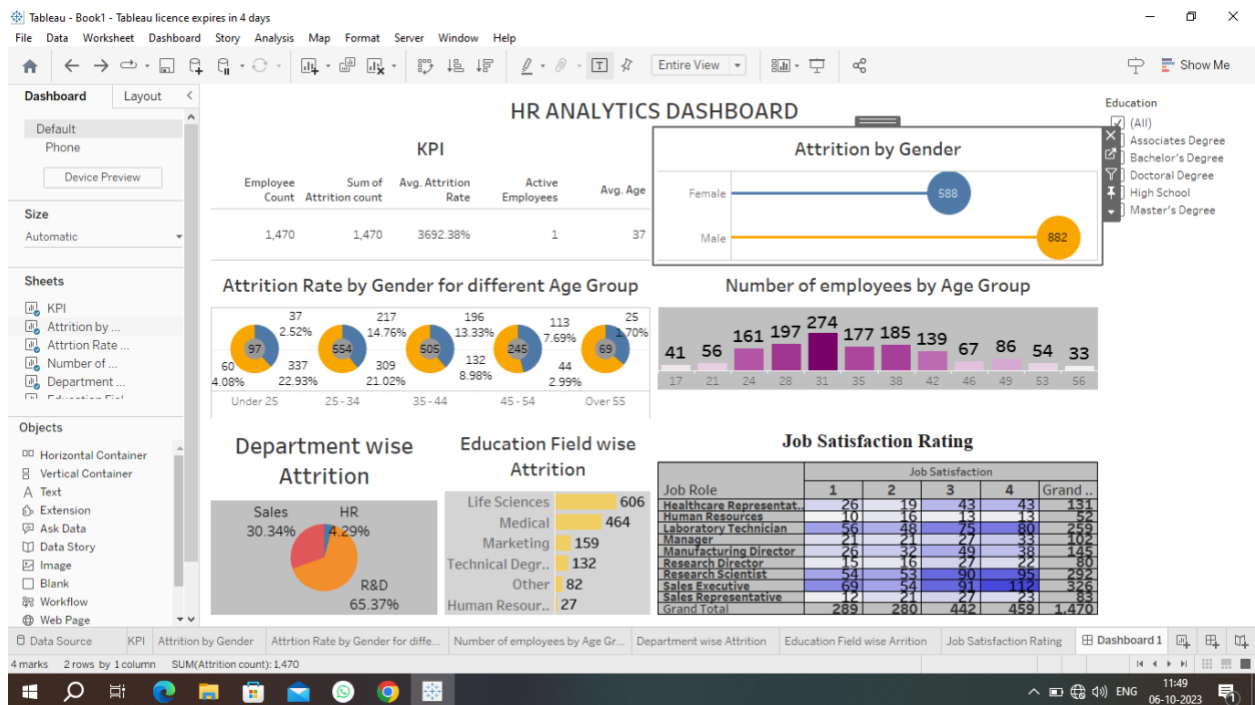 Tableau - Book1 - Tableau licence expires in 4 days
File Data Worksheet Dashboard Story Analysis Map Format Server Window Help
Entire View
Show Me
Dashboard
Layout
Default
Phone
Device Preview
Size
Automatic
Sheets
KPI
Attrition by ...
Attrtion Rate ...
Number of ...
Department ...
Objects
Horizontal Container
Vertical Container
Text
Extension
Ask Data
Data Story
Image
Blank
Workflow
Web Page
HR ANALYTICS DASHBOARD
KPI
Employee Count
Sum of Attrition count
Avg. Attrition Rate
Active Employees
Avg. Age
1,470 1,470 3692.38% 1 37
Attrition by Gender
Female 588
Male 882
Education
(All)
Associates Degree
Bachelor's Degree
Doctoral Degree
High School
Master's Degree
Attrition Rate by Gender for different Age Group
37 217 196 113 25
2.52% 14.76% 13.33% 7.69% 1.70%
97 554 505 245 69
60 337 309 132 44
4.08% 22.93% 21.02% 8.98% 2.99%
Under 25 25 - 34 35 - 44 45 - 54 Over 55
Number of employees by Age Group
41 56 161 197 274 177 185 139 67 86 54 33
17 21 24 28 31 35 38 42 46 49 53 56
Department wise
Attrition
Sales
30.34%
HR
4.29%
R&D
65.37%
Education Field wise
Attrition
Life Sciences 606
Medical 464
Marketing 159
Technical Degr.. 132
Other 82
Human Resour.. 27
Job Satisfaction Rating
Job Satisfaction
Job Role 1 2 3 4 Grand ..
Healthcare Representat.. 26 19 43 43 131
Human Resources 10 16 13 13 52
Laboratory Technician 56 48 75 80 259
Manager 21 21 27 33 102
Manufacturing Director 26 32 49 38 145
Research Director 15 16 27 22 80
Research Scientist 54 53 90 95 292
Sales Executive 69 54 91 112 326
Sales Representative 12 21 27 23 83
Grand Total 289 280 442 459 1,470
Data Source
KPI
Attrition by Gender
Attrtion Rate by Gender for diffe...
Number of employees by Age Gr...
Department wise Attrition
Education Field wise Arrition
Job Satisfaction Rating
Dashboard 1
4 marks 2 rows by 1 column SUM(Attrition count): 1,470
ENG
11:49
06-10-2023